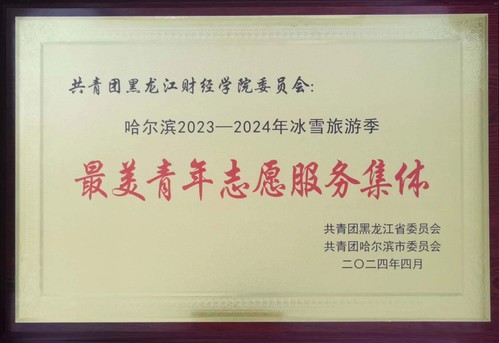 共青团黑龙江财经学院委员会:
哈尔滨2023—2024年冰雪旅游季
最美青年志愿服务集体
共青团黑龙江省委员会
共青团哈尔滨市委员会
二〇二四年四月